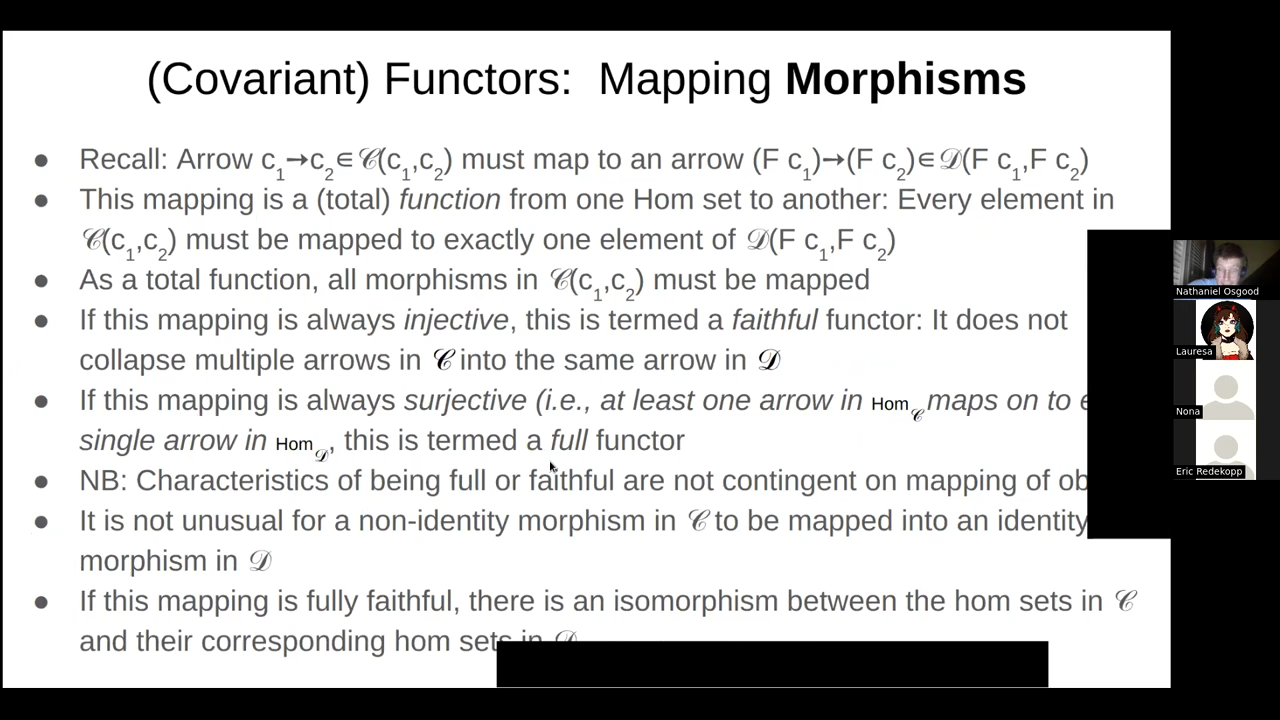 (Covariant) Functors: Mapping Morphisms
● Recall: Arrow c₁→c₂∈𝒞(c₁,c₂) must map to an arrow (F c₁)→(F c₂)∈𝒟(F c₁,F c₂)
● This mapping is a (total) function from one Hom set to another: Every element in
𝒞(c₁,c₂) must be mapped to exactly one element of 𝒟(F c₁,F c₂)
● As a total function, all morphisms in 𝒞(c₁,c₂) must be mapped
● If this mapping is always injective, this is termed a faithful functor: It does not
collapse multiple arrows in 𝒞 into the same arrow in 𝒟
● If this mapping is always surjective (i.e., at least one arrow in Hom𝒞 maps on to
single arrow in Hom𝒟, this is termed a full functor
● NB: Characteristics of being full or faithful are not contingent on mapping of
● It is not unusual for a non-identity morphism in 𝒞 to be mapped into an identity
morphism in 𝒟
● If this mapping is fully faithful, there is an isomorphism between the hom sets in 𝒞
and their corresponding hom sets in 𝒟
Nathaniel Osgood
Lauresa
Nona
Eric Redekopp